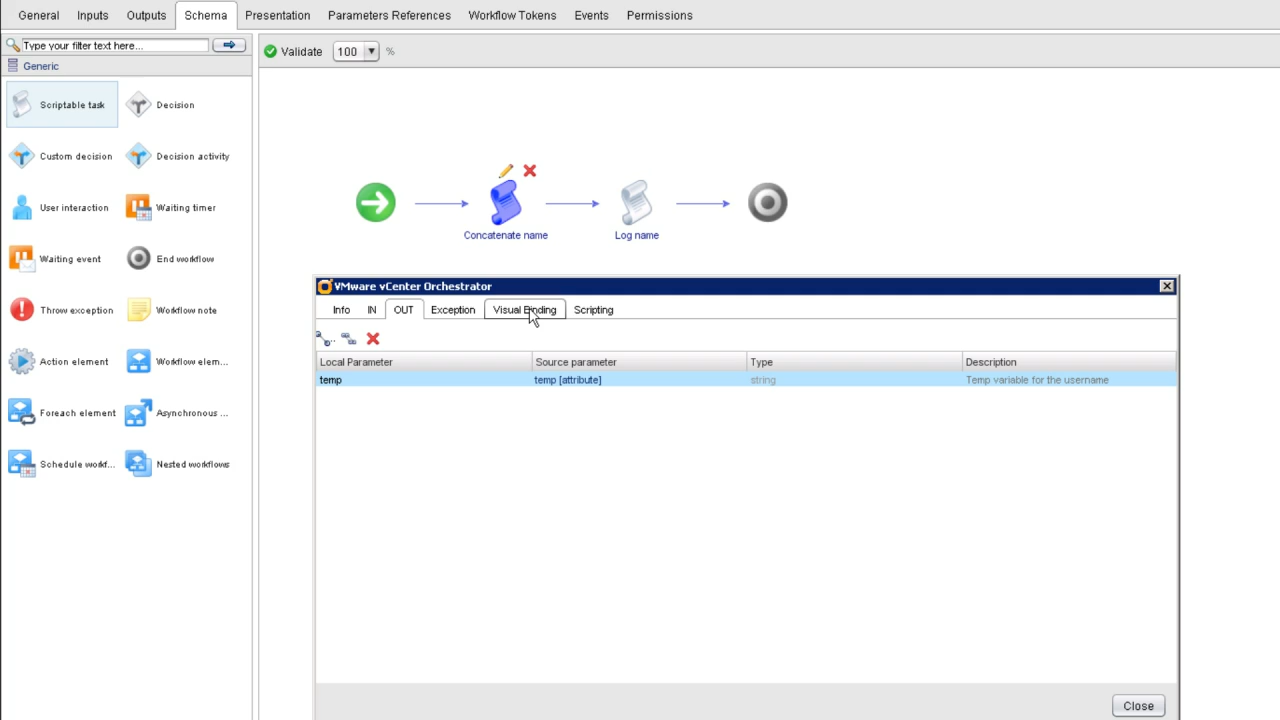 General Inputs Outputs Schema Presentation Parameters References Workflow Tokens Events Permissions
Type your filter text here...
Validate 100 %
Generic
Scriptable task Decision
Custom decision Decision activity
User interaction Waiting timer
Waiting event End workflow
Throw exception Workflow note
Action element Workflow elem...
Foreach element Asynchronous ...
Schedule workf... Nested workflows
Concatenate name Log name
VMware vCenter Orchestrator
Info IN OUT Exception Visual Binding Scripting
Local Parameter Source parameter Type Description
temp temp [attribute] string Temp variable for the username
Close